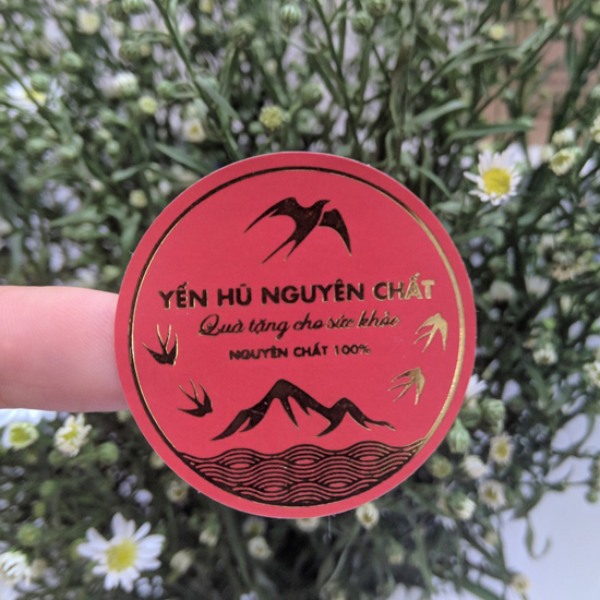 YẾN HŨ NGUYÊN CHẤT
Quà tặng cho sức khỏe
NGUYÊN CHẤT 100%